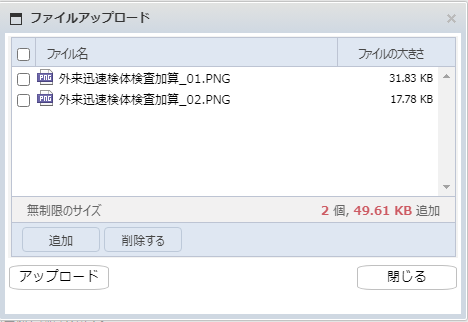 ファイルアップロード
ファイル名 ファイルの大きさ
PNG 外来迅速検体検査加算_01.PNG 31.83 KB
PNG 外来迅速検体検査加算_02.PNG 17.78 KB
無制限のサイズ 2 個, 49.61 KB 追加
追加 削除する
アップロード 閉じる